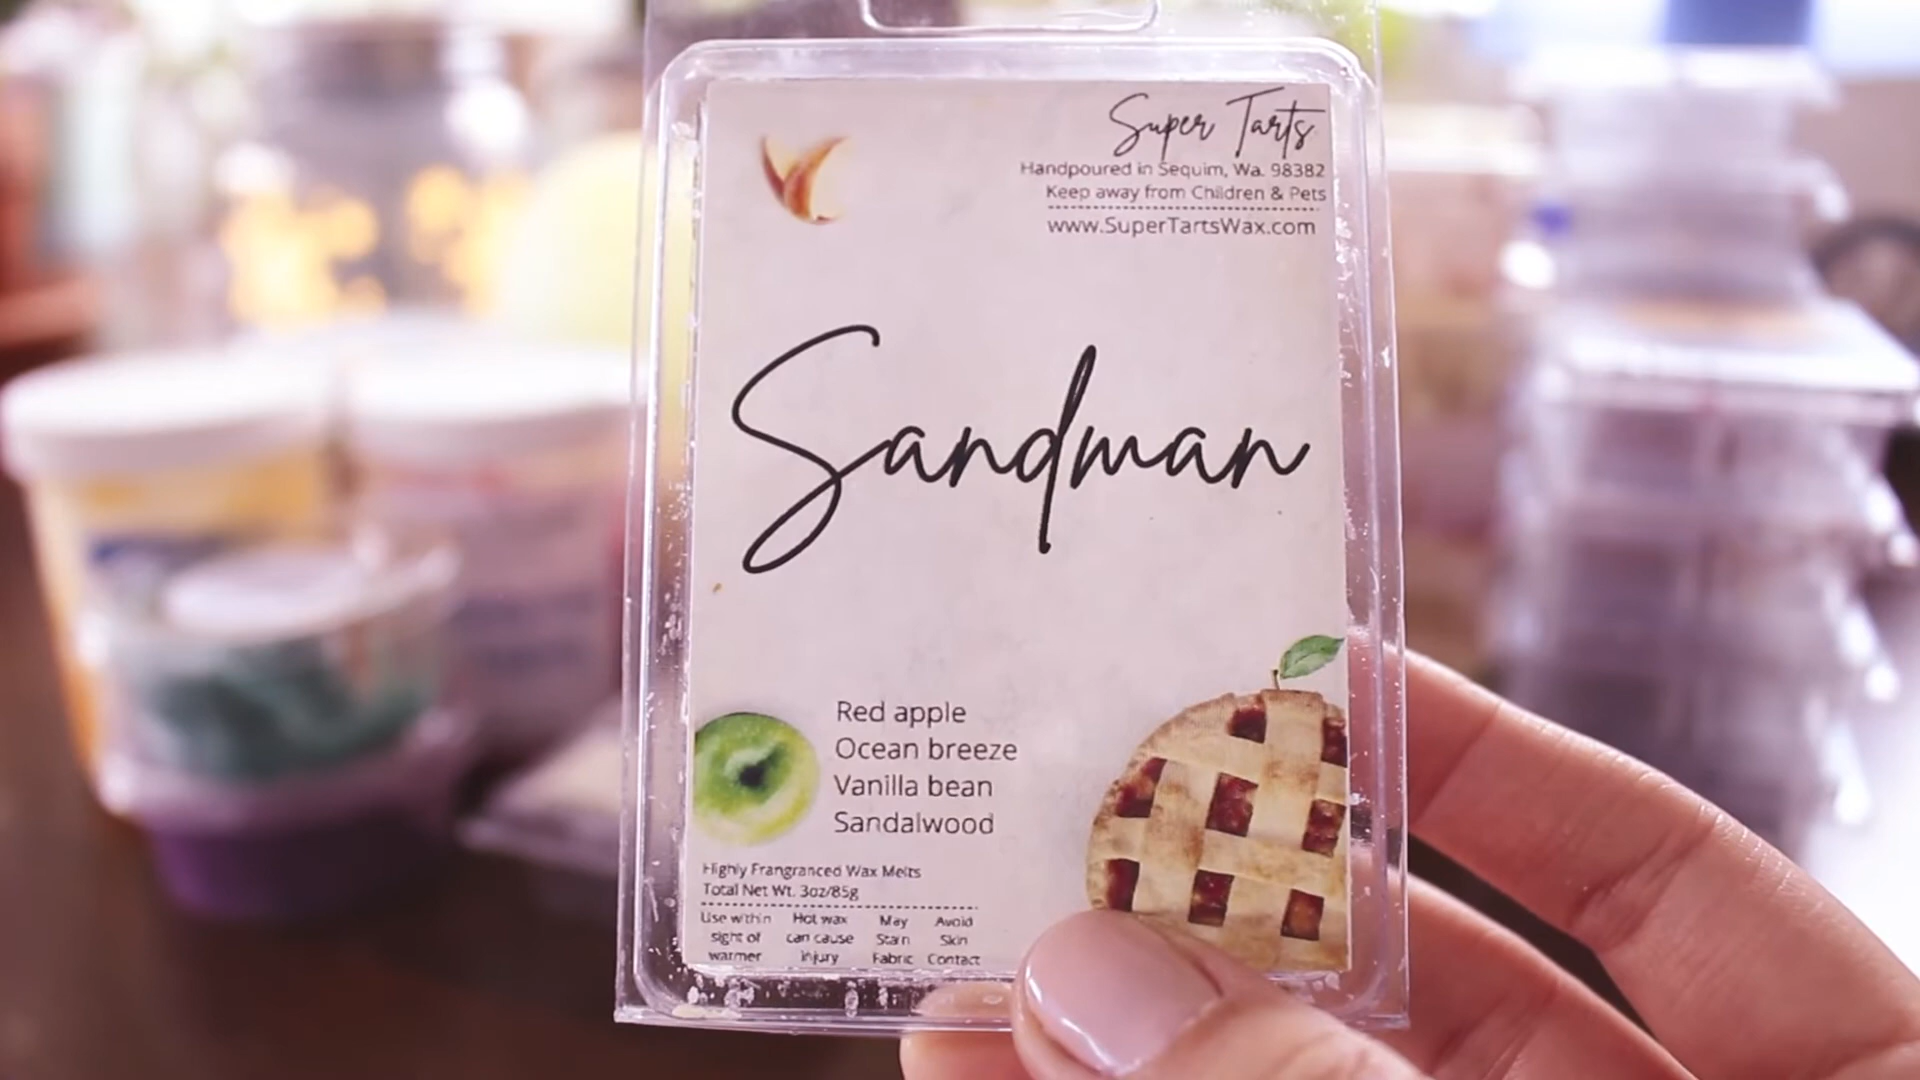 Super Tarts
Handpoured in Sequim, Wa. 98382
Keep away from Children & Pets
www.SuperTartsWax.com
Sandman
Red apple
Ocean breeze
Vanilla bean
Sandalwood
Highly Frangranced Wax Melts
Total Net Wt. 3oz/85g
Use within sight of warmer
Hot wax can cause injury
May Stain Fabric
Avoid Skin Contact